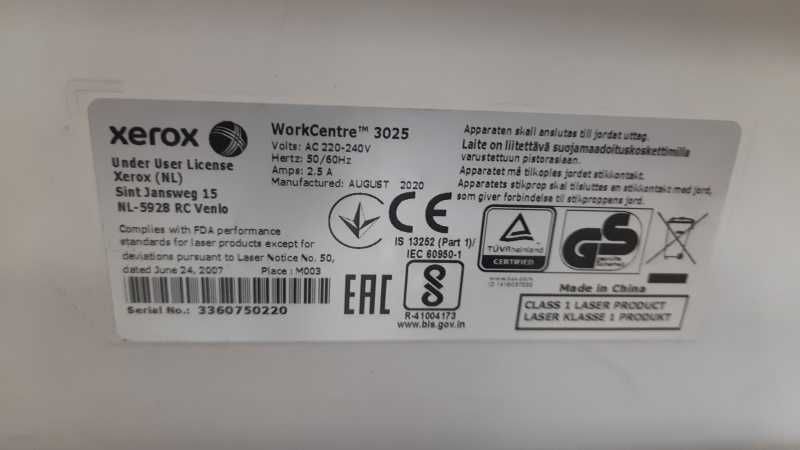 xerox
Under User License
Xerox (NL)
Sint Jansweg 15
NL-5928 RC Venlo
Complies with FDA performance
standards for laser products except for
deviations pursuant to Laser Notice No. 50,
dated June 24, 2007 Place : M003
Serial No.: 3360750220
WorkCentre™ 3025
Volts: AC 220-240V
Hertz: 50/60Hz
Amps: 2.5 A
Manufactured: AUGUST 2020
CE
IS 13252 (Part 1)/
IEC 60950-1
EAC
R-41004173
www.bis.gov.in
Apparaten skall anslutas till jordat uttag.
Laite on liitettävä suojamaadoituskoskettimilla
varustettuun pistorasiaan.
Apparatet må tilkoples jordet stikkontakt.
Apparatets stikprop skal tilsluttes en stikkontakt med jord,
som giver forbindelse til stikproppens jord.
TÜVRheinland
CERTIFIED
GS
geprüfte
Sicherheit
Made in China
CLASS 1 LASER PRODUCT
LASER KLASSE 1 PRODUKT